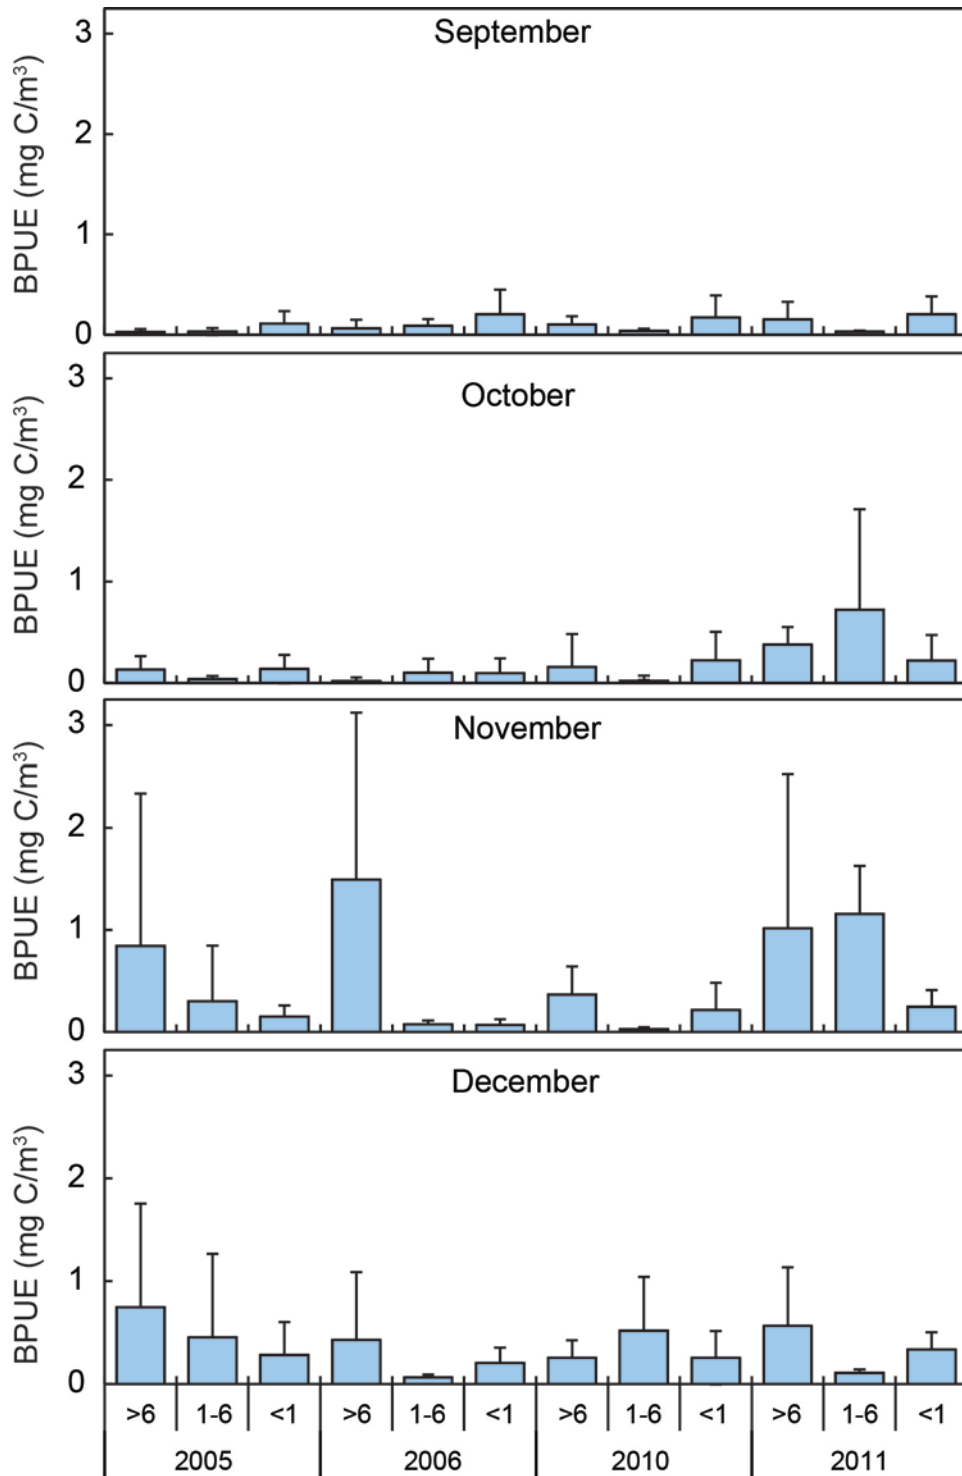 September
BPUE (mg C/m³)
3
2
1
0
October
BPUE (mg C/m³)
3
2
1
0
November
BPUE (mg C/m³)
3
2
1
0
December
BPUE (mg C/m³)
3
2
1
0
>6 1-6 <1 >6 1-6 <1 >6 1-6 <1 >6 1-6 <1
2005 2006 2010 2011